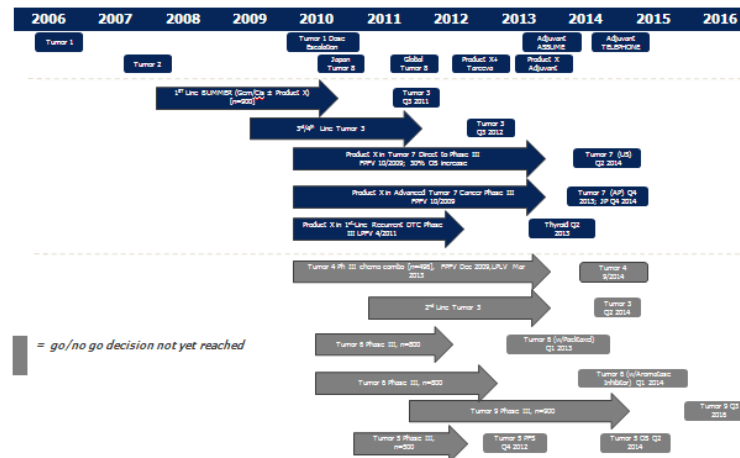 2006 2007 2008 2009 2010 2011 2012 2013 2014 2015 2016
Tumor 1
Tumor 1 Dose
Escalation
Adjuvant
ASSUME
Adjuvant
TELEPHONE
Tumor 2
Japan
Tumor 8
Global
Tumor 8
Product X+
Tarceva
Product X
Adjuvant
1ST Line SUMMER (Gem/Cis ± Product X)
[n=900]
Tumor 3
Q3 2011
3rd/4th Line Tumor 3
Tumor 3
Q3 2012
Product X in Tumor 7 Direct to Phase III
FPFV 10/2009; 30% OS increase
Tumor 7 (US)
Q2 2014
Product X in Advanced Tumor 7 Cancer Phase III
FPFV 10/2009
Tumor 7 (AP) Q4
2013; JP Q4 2014
Product X in 1st-Line Recurrent DTC Phase
III LPFV 4/2011
Thyroid Q2
2013
Tumor 4 Ph III chemo combo [n=496], FPFV Dec 2009,LPLV Mar
2013
Tumor 4
9/2014
2nd Line Tumor 3
Tumor 3
Q2 2014
= go/no go decision not yet reached
Tumor 6 Phase III, n=600
Tumor 6 (w/Paclitaxel)
Q1 2013
Tumor 6 Phase III, n=600
Tumor 6 (w/Aromatase
Inhibitor) Q1 2014
Tumor 9 Phase III, n=900
Tumor 9 Q3
2016
Tumor 5 Phase III,
n=500
Tumor 5 PFS
Q4 2012
Tumor 5 OS Q2
2014